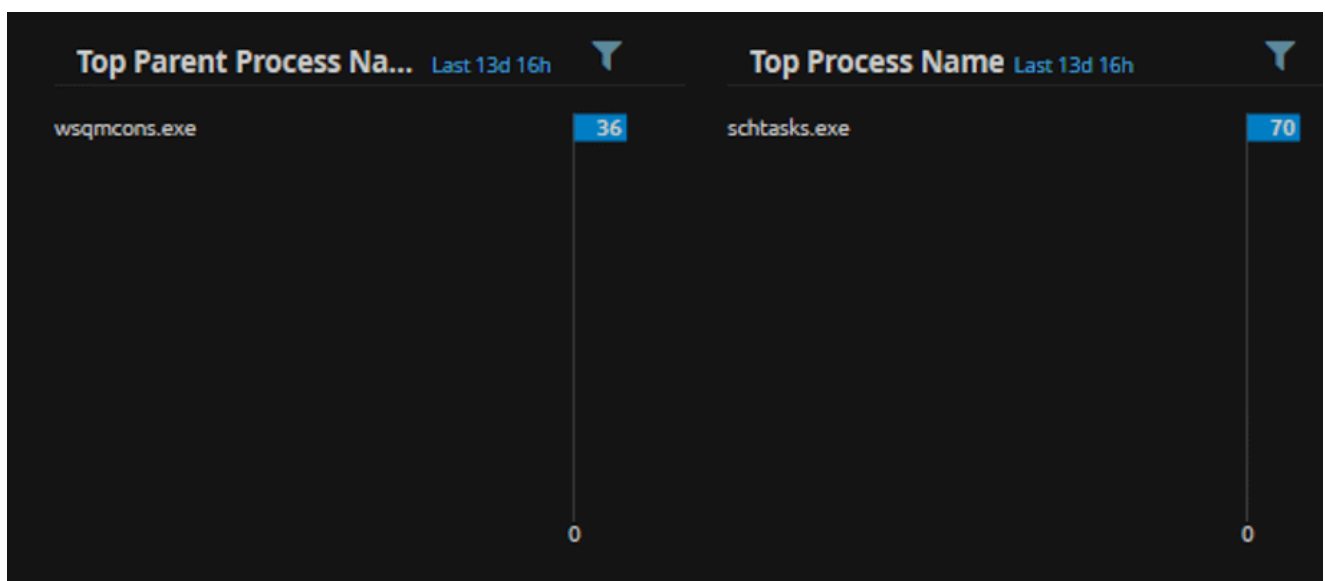 Top Parent Process Na... Last 13d 16h
wsqmcons.exe 36
0
Top Process Name Last 13d 16h
schtasks.exe 70
0